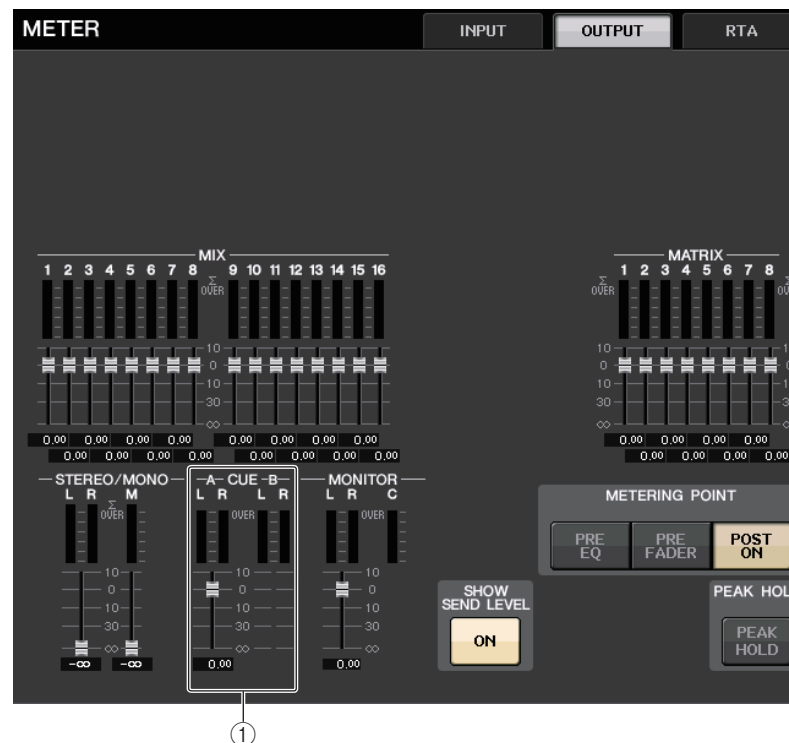 METER INPUT OUTPUT RTA
MIX MATRIX
1 2 3 4 5 6 7 8 9 10 11 12 13 14 15 16 1 2 3 4 5 6 7 8
Σ Σ
OVER OVER OV
10 10 1
0 0
10 10 1
30 30 3
∞ ∞
0.00 0.00 0.00 0.00 0.00 0.00 0.00 0.00 0.00 0.00 0.00 0.00
0.00 0.00 0.00 0.00 0.00 0.00 0.00 0.00 0.00 0.00 0.00 0.00
STEREO/MONO A CUE B MONITOR
L R M L R L R L R C
Σ
OVER OVER OVER
10 10 10
0 0 0
10 10 10
30 30 30
∞ ∞ ∞
-∞ -∞ 0.00 0.00
METERING POINT
PRE EQ PRE FADER POST ON
SHOW SEND LEVEL
ON
PEAK HOL
PEAK HOLD
1